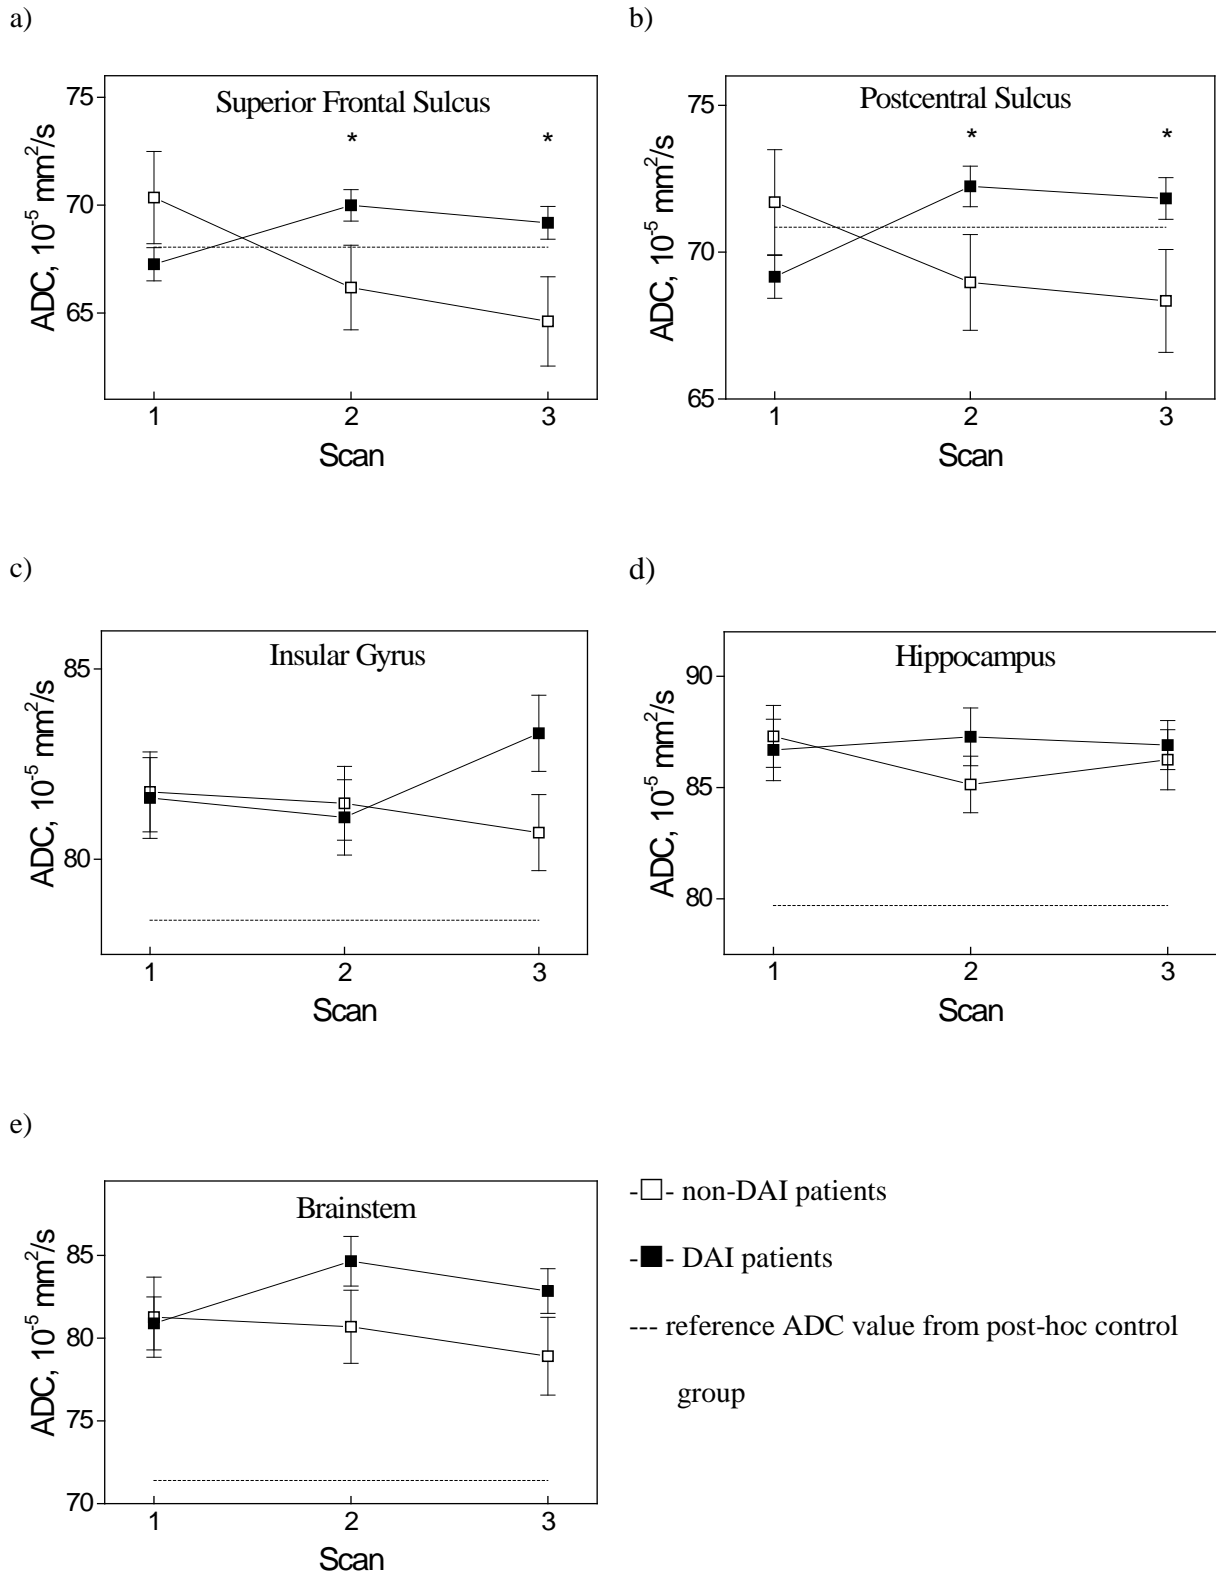 a)
Superior Frontal Sulcus
75
70
65
ADC, 10⁻⁵ mm²/s
* *
1 2 3
Scan
b)
Postcentral Sulcus
75
70
65
ADC, 10⁻⁵ mm²/s
* *
1 2 3
Scan
c)
Insular Gyrus
85
80
ADC, 10⁻⁵ mm²/s
1 2 3
Scan
d)
Hippocampus
90
85
80
ADC, 10⁻⁵ mm²/s
1 2 3
Scan
e)
Brainstem
85
80
75
70
ADC, 10⁻⁵ mm²/s
1 2 3
Scan
-□- non-DAI patients
-■- DAI patients
--- reference ADC value from post-hoc control
group